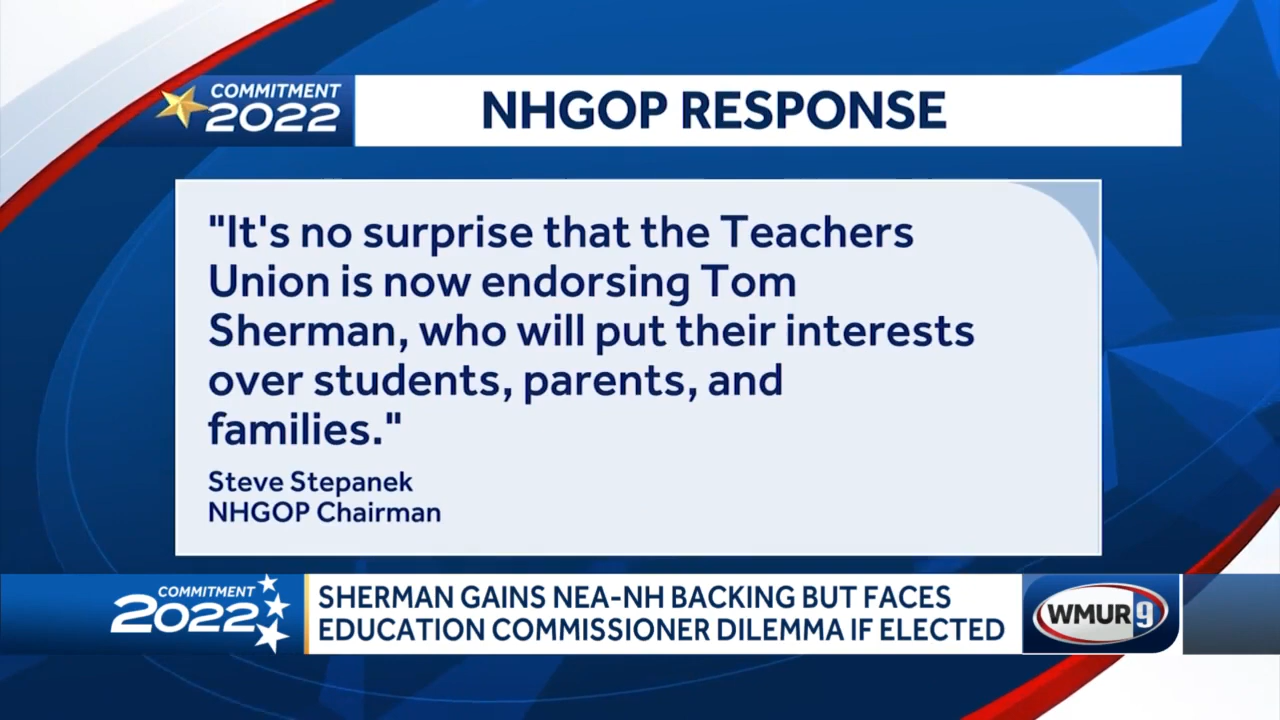 COMMITMENT
2022
NHGOP RESPONSE
"It's no surprise that the Teachers
Union is now endorsing Tom
Sherman, who will put their interests
over students, parents, and
families."
Steve Stepanek
NHGOP Chairman
COMMITMENT
2022
SHERMAN GAINS NEA-NH BACKING BUT FACES
EDUCATION COMMISSIONER DILEMMA IF ELECTED
WMUR 9